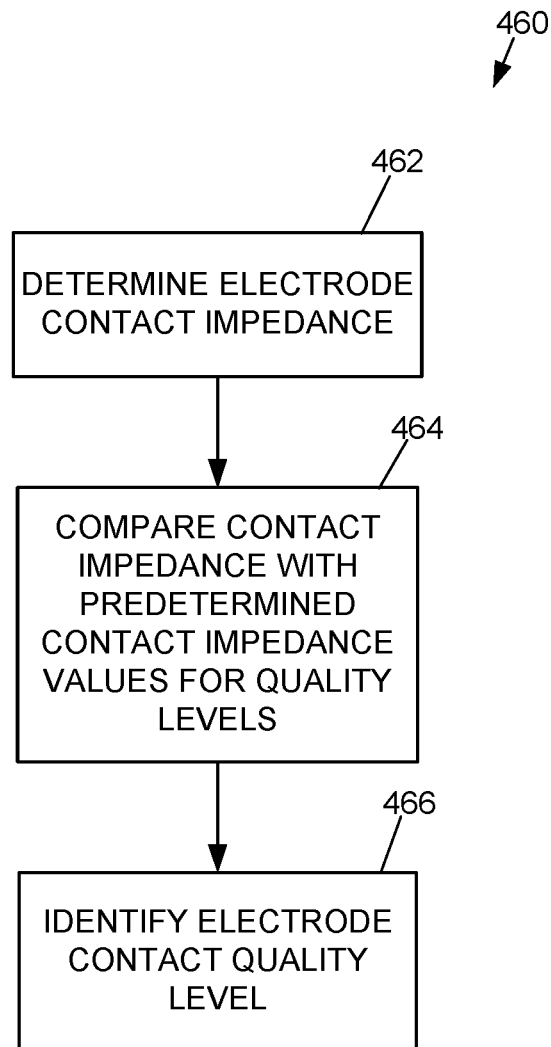 460
462
DETERMINE ELECTRODE
CONTACT IMPEDANCE
464
COMPARE CONTACT
IMPEDANCE WITH
PREDETERMINED
CONTACT IMPEDANCE
VALUES FOR QUALITY
LEVELS
466
IDENTIFY ELECTRODE
CONTACT QUALITY
LEVEL